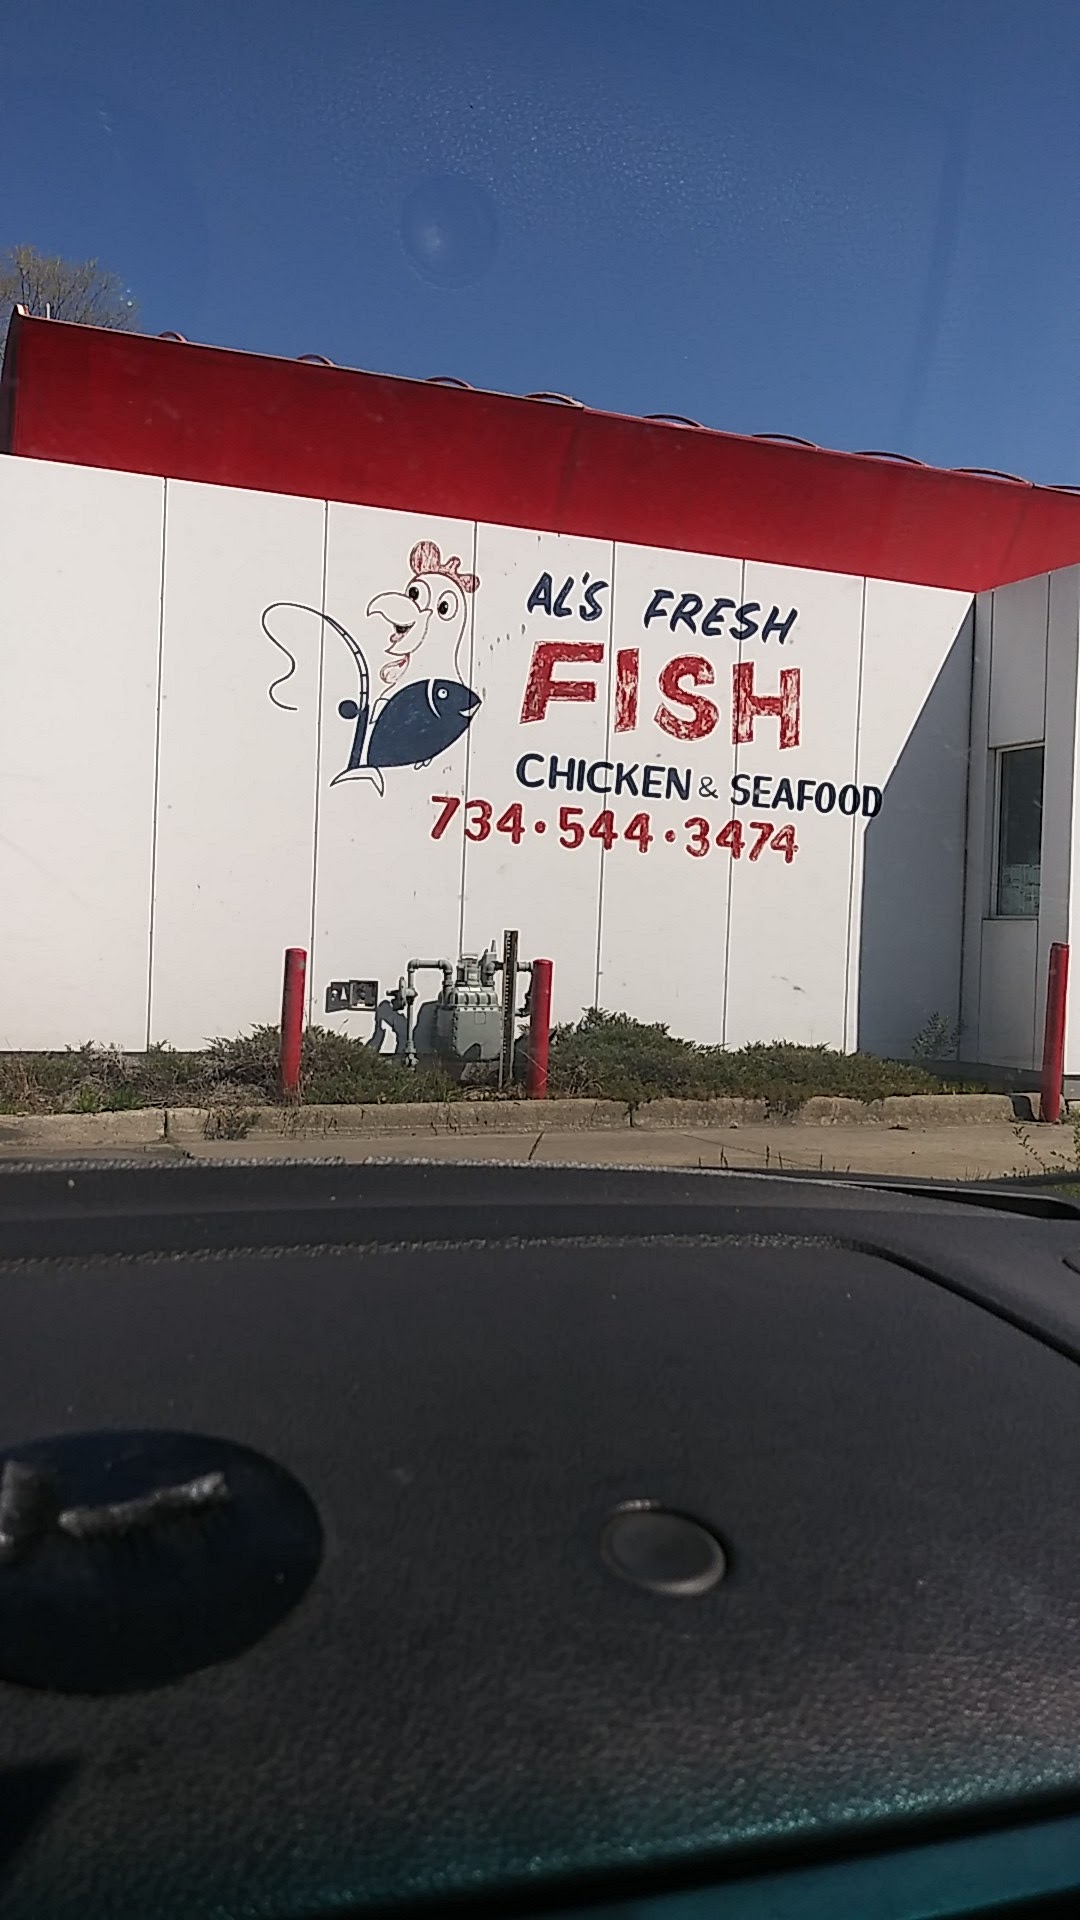 AL'S FRESH
FISH
CHICKEN & SEAFOOD
734·544·3474